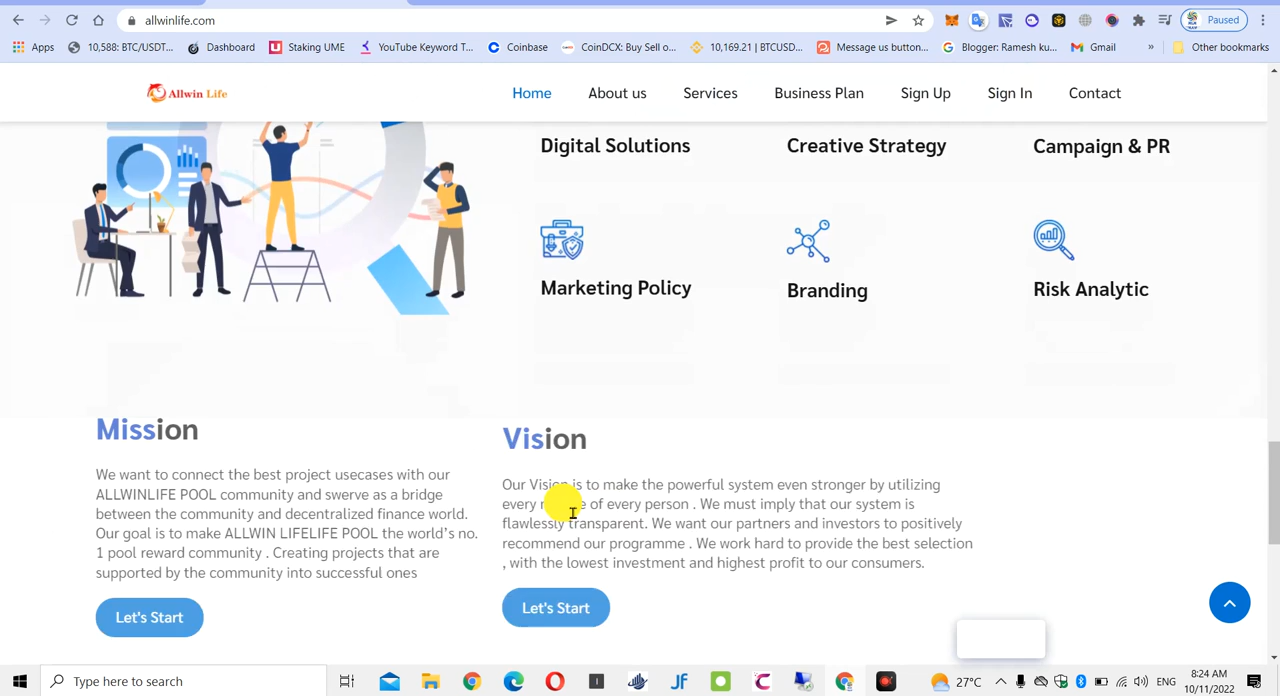 allwinlife.com
Paused
Apps
10,588: BTC/USDT...
Dashboard
Staking UME
YouTube Keyword T...
Coinbase
CoinDCX: Buy Sell o...
10,169.21 | BTCUSD...
Message us button...
Blogger: Ramesh ku...
Gmail
»
Other bookmarks
Allwin Life
Home
About us
Services
Business Plan
Sign Up
Sign In
Contact
Digital Solutions
Creative Strategy
Campaign & PR
Marketing Policy
Branding
Risk Analytic
Mission
We want to connect the best project usecases with our
ALLWINLIFE POOL community and swerve as a bridge
between the community and decentralized finance world.
Our goal is to make ALLWIN LIFELIFE POOL the world's no.
1 pool reward community . Creating projects that are
supported by the community into successful ones
Let's Start
Vision
Our Vision is to make the powerful system even stronger by utilizing
every of every person . We must imply that our system is
flawlessly transparent. We want our partners and investors to positively
recommend our programme . We work hard to provide the best selection
, with the lowest investment and highest profit to our consumers.
Let's Start
Type here to search
27°C
ENG
8:24 AM
10/11/2022